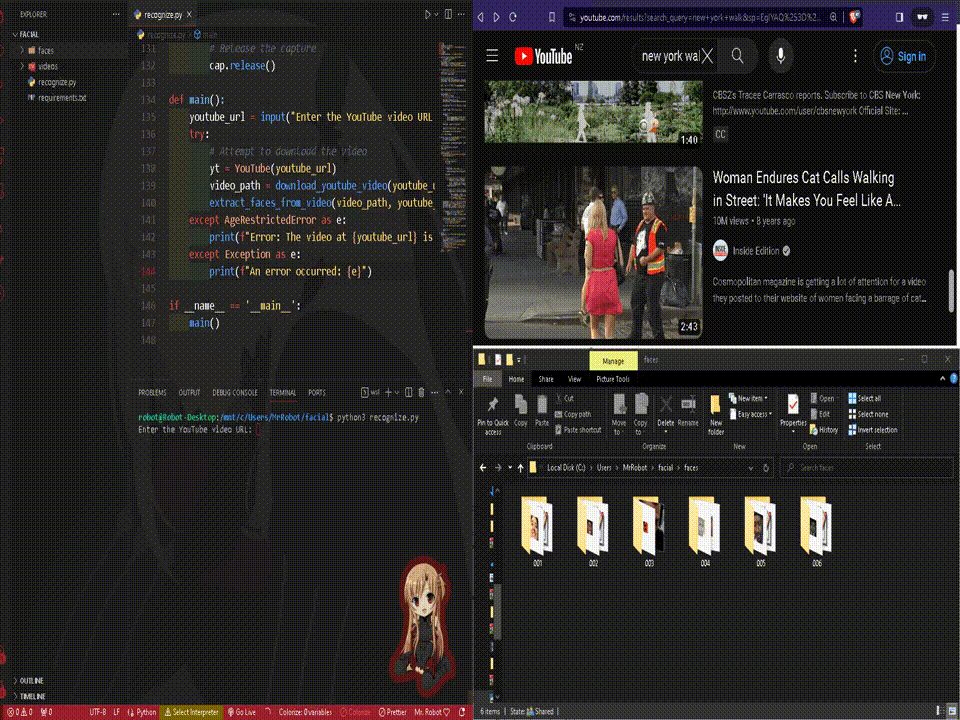 EXPLORER
FACIAL
faces
videos
recognize.py
requirements.txt
recognize.py
recognize.py > main
131 # Release the capture
132 cap.release()
133
134 def main():
135 youtube_url = input("Enter the YouTube video URL
136 try:
137 # Attempt to download the video
138 yt = YouTube(youtube_url)
139 video_path = download_youtube_video(youtube_u
140 extract_faces_from_video(video_path, youtube_
141 except AgeRestrictedError as e:
142 print(f"Error: The video at {youtube_url} is
143 except Exception as e:
144 print(f"An error occurred: {e}")
145
146 if __name__ == '__main__':
147 main()
148
PROBLEMS OUTPUT DEBUG CONSOLE TERMINAL PORTS
wsl
robot@Robot-Desktop:/mnt/c/Users/MrRobot/facial$ python3 recognize.py
Enter the YouTube video URL:
OUTLINE
TIMELINE
0 0 0 UTF-8 LF Python Select Interpreter Go Live Colorize: 0 variables Colorize Prettier Mr. Robot
youtube.com/results?search_query=new+york+walk&sp=EgIYAQ%253D%2...
YouTube NZ
new york wal
Sign in
1:40
CBS2's Tracee Carrasco reports. Subscribe to CBS New York:
http://www.youtube.com/user/cbsnewyork Official Site: ...
CC
2:43
Woman Endures Cat Calls Walking
in Street: 'It Makes You Feel Like A...
10M views • 8 years ago
Inside Edition
Cosmopolitan magazine is getting a lot of attention for a video
they posted to their website of women facing a barrage of cat...
Manage
faces
File Home Share View Picture Tools
Pin to Quick
access
Copy
Paste
Cut
Copy path
Paste shortcut
Clipboard
Move
to
Copy
to
Delete
Rename
Organize
New
folder
New item
Easy access
New
Properties
Open
Edit
History
Open
Select all
Select none
Invert selection
Select
Local Disk (C:) > Users > MrRobot > facial > faces
Search faces
001
002
003
004
005
006
6 items
State: Shared